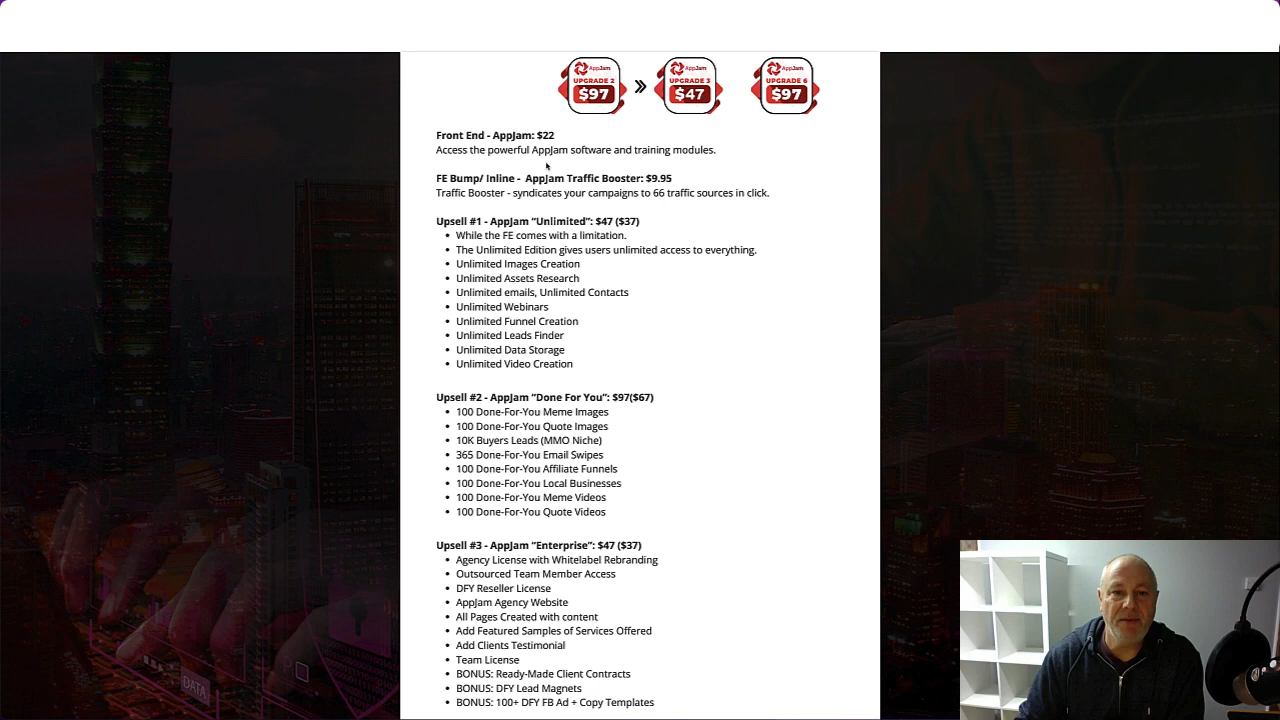 AppJam AppJam AppJam
UPGRADE 2 UPGRADE 3 UPGRADE 6
$97 $47 $97
Front End - AppJam: $22
Access the powerful AppJam software and training modules.
FE Bump/ Inline - AppJam Traffic Booster: $9.95
Traffic Booster - syndicates your campaigns to 66 traffic sources in click.
Upsell #1 - AppJam “Unlimited”: $47 ($37)
• While the FE comes with a limitation.
• The Unlimited Edition gives users unlimited access to everything.
• Unlimited Images Creation
• Unlimited Assets Research
• Unlimited emails, Unlimited Contacts
• Unlimited Webinars
• Unlimited Funnel Creation
• Unlimited Leads Finder
• Unlimited Data Storage
• Unlimited Video Creation
Upsell #2 - AppJam “Done For You”: $97($67)
• 100 Done-For-You Meme Images
• 100 Done-For-You Quote Images
• 10K Buyers Leads (MMO Niche)
• 365 Done-For-You Email Swipes
• 100 Done-For-You Affiliate Funnels
• 100 Done-For-You Local Businesses
• 100 Done-For-You Meme Videos
• 100 Done-For-You Quote Videos
Upsell #3 - AppJam “Enterprise”: $47 ($37)
• Agency License with Whitelabel Rebranding
• Outsourced Team Member Access
• DFY Reseller License
• AppJam Agency Website
• All Pages Created with content
• Add Featured Samples of Services Offered
• Add Clients Testimonial
• Team License
• BONUS: Ready-Made Client Contracts
• BONUS: DFY Lead Magnets
• BONUS: 100+ DFY FB Ad + Copy Templates
DATA